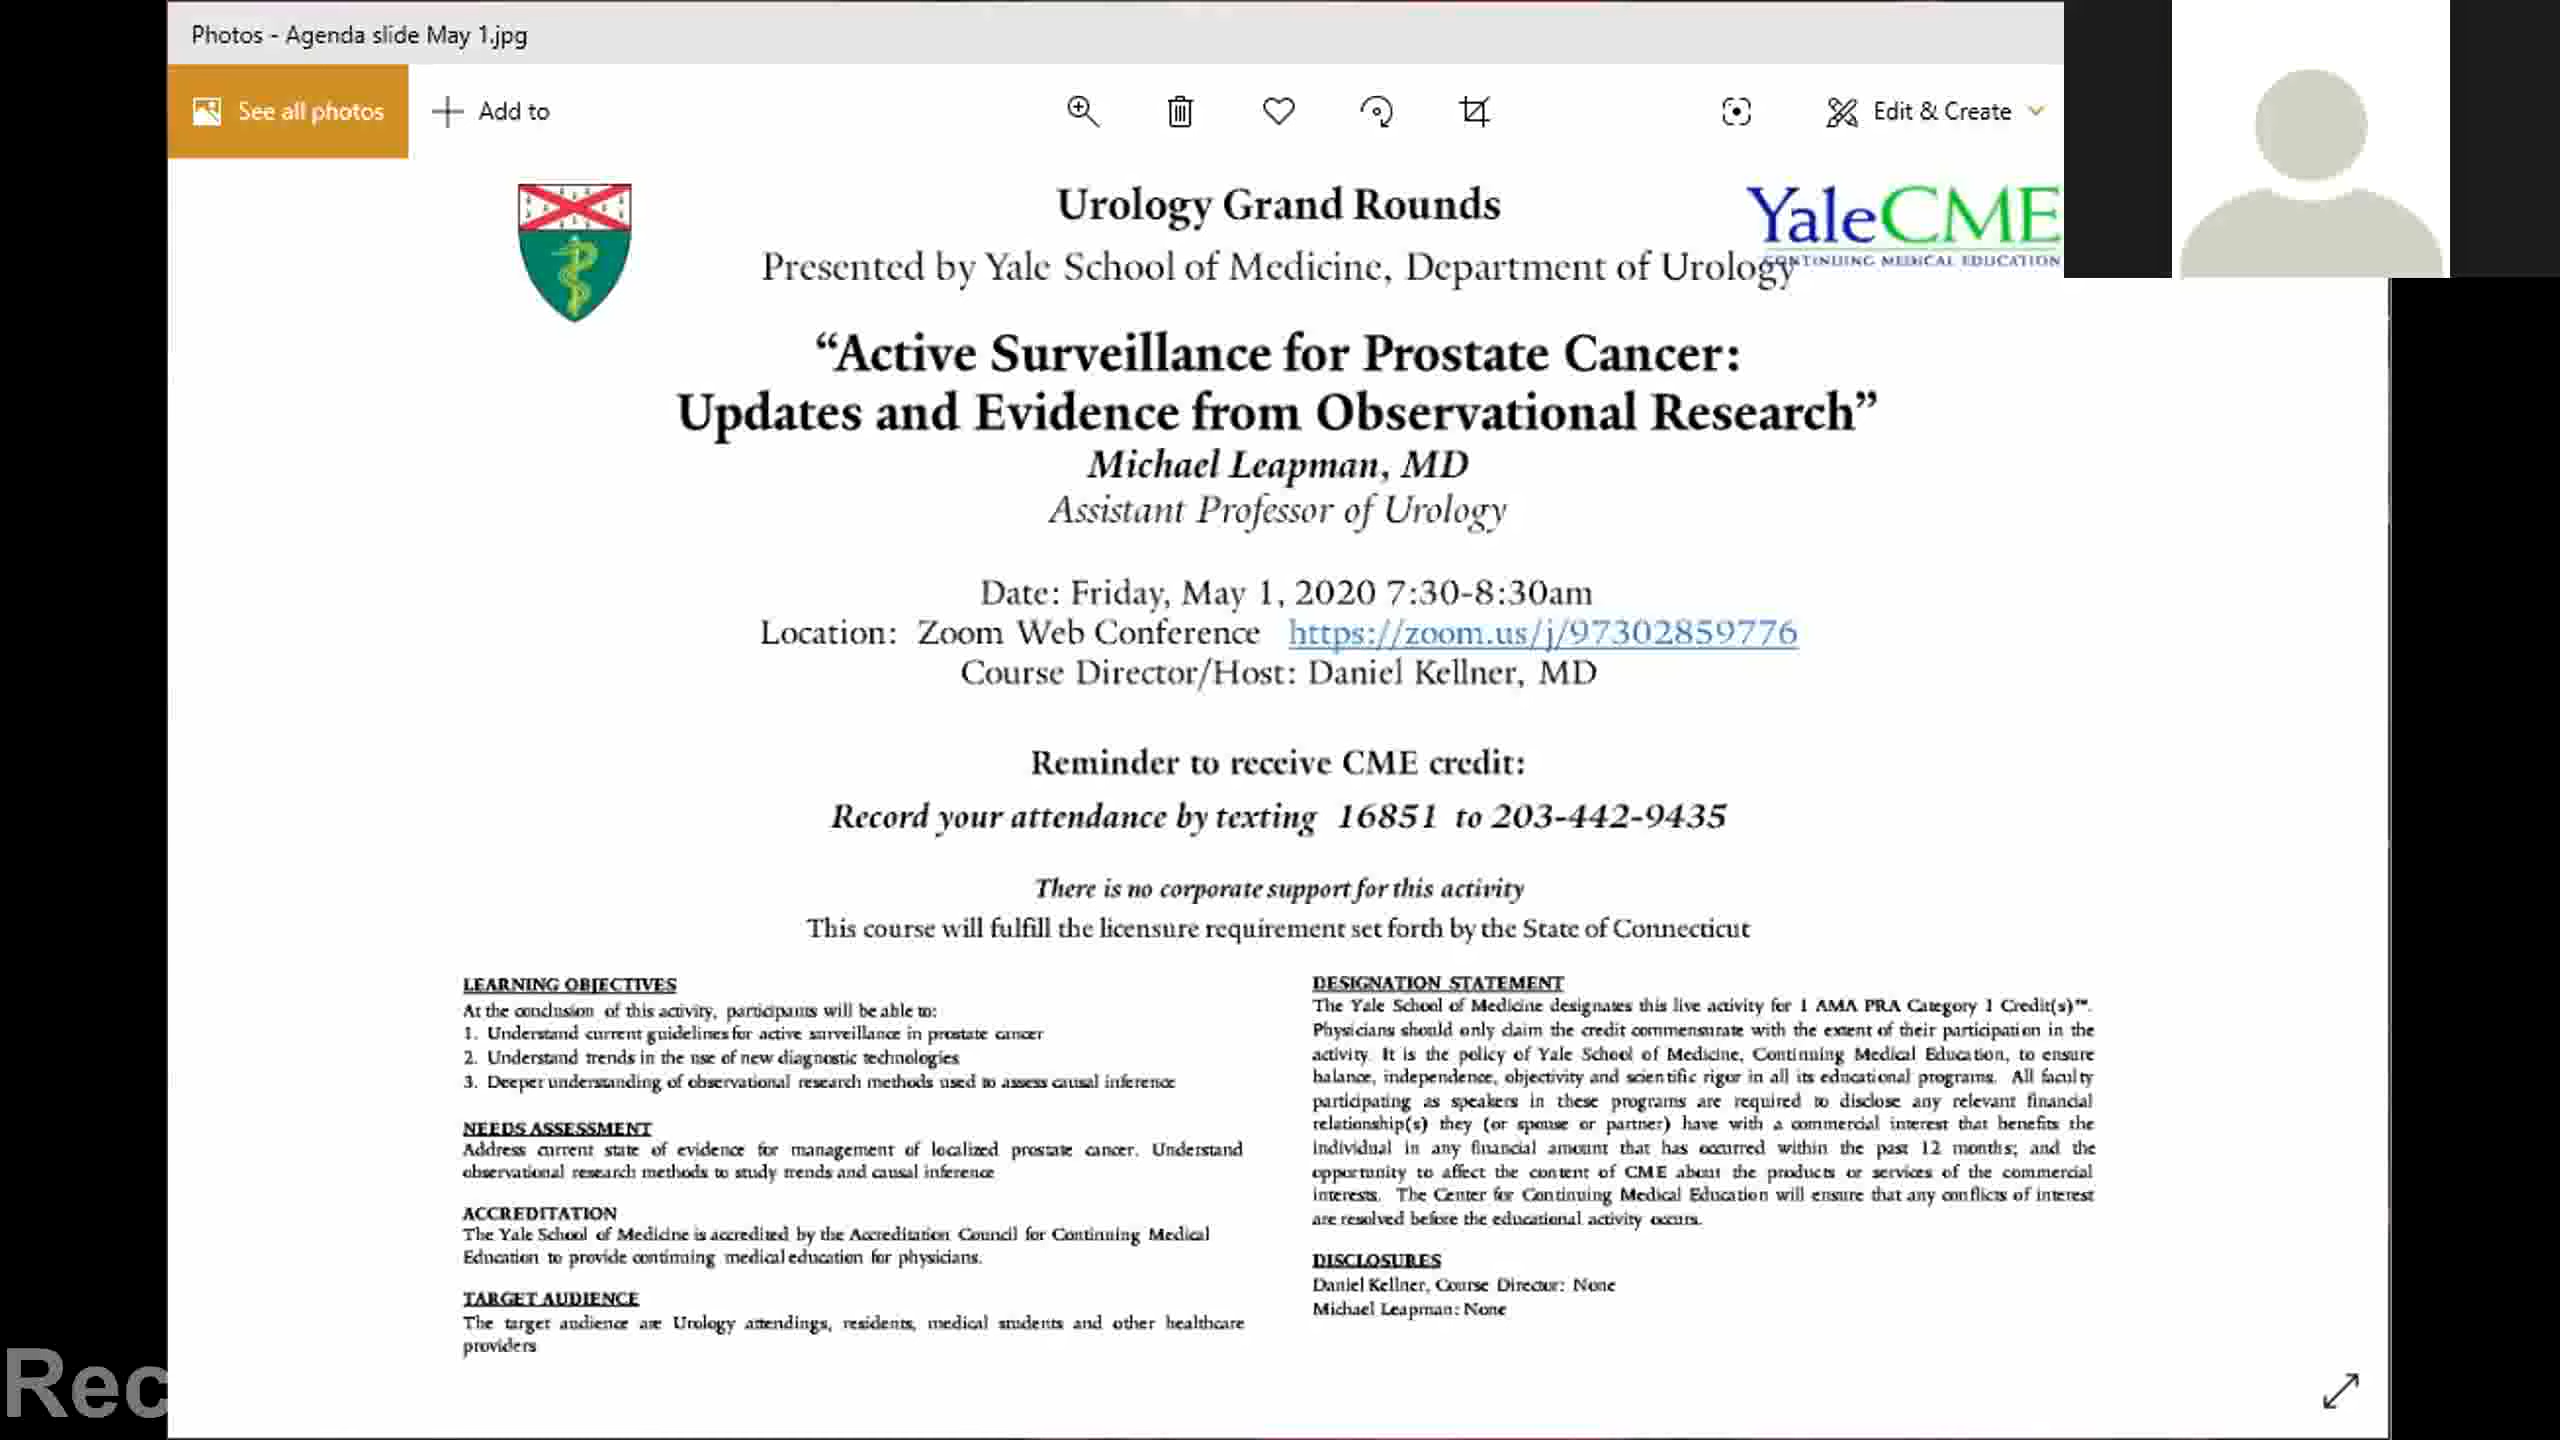 Photos - Agenda slide May 1.jpg
See all photos
Add to
Edit & Create
Urology Grand Rounds
YaleCME
CONTINUING MEDICAL EDUCATION
Presented by Yale School of Medicine, Department of Urology
“Active Surveillance for Prostate Cancer:
Updates and Evidence from Observational Research”
Michael Leapman, MD
Assistant Professor of Urology
Date: Friday, May 1, 2020 7:30-8:30am
Location: Zoom Web Conference https://zoom.us/j/97302859776
Course Director/Host: Daniel Kellner, MD
Reminder to receive CME credit:
Record your attendance by texting 16851 to 203-442-9435
There is no corporate support for this activity
This course will fulfill the licensure requirement set forth by the State of Connecticut
LEARNING OBJECTIVES
At the conclusion of this activity, participants will be able to:
1. Understand current guidelines for active surveillance in prostate cancer
2. Understand trends in the use of new diagnostic technologies
3. Deeper understanding of observational research methods used to assess causal inference
NEEDS ASSESSMENT
Address current state of evidence for management of localized prostate cancer. Understand
observational research methods to study trends and causal inference
ACCREDITATION
The Yale School of Medicine is accredited by the Accreditation Council for Continuing Medical
Education to provide continuing medical education for physicians.
TARGET AUDIENCE
The target audience are Urology attendings, residents, medical students and other healthcare
providers
DESIGNATION STATEMENT
The Yale School of Medicine designates this live activity for 1 AMA PRA Category 1 Credit(s)™.
Physicians should only claim the credit commensurate with the extent of their participation in the
activity. It is the policy of Yale School of Medicine, Continuing Medical Education, to ensure
balance, independence, objectivity and scientific rigor in all its educational programs. All faculty
participating as speakers in these programs are required to disclose any relevant financial
relationship(s) they (or spouse or partner) have with a commercial interest that benefits the
individual in any financial amount that has occurred within the past 12 months; and the
opportunity to affect the content of CME about the products or services of the commercial
interests. The Center for Continuing Medical Education will ensure that any conflicts of interest
are resolved before the educational activity occurs.
DISCLOSURES
Daniel Kellner, Course Director: None
Michael Leapman: None
Rec